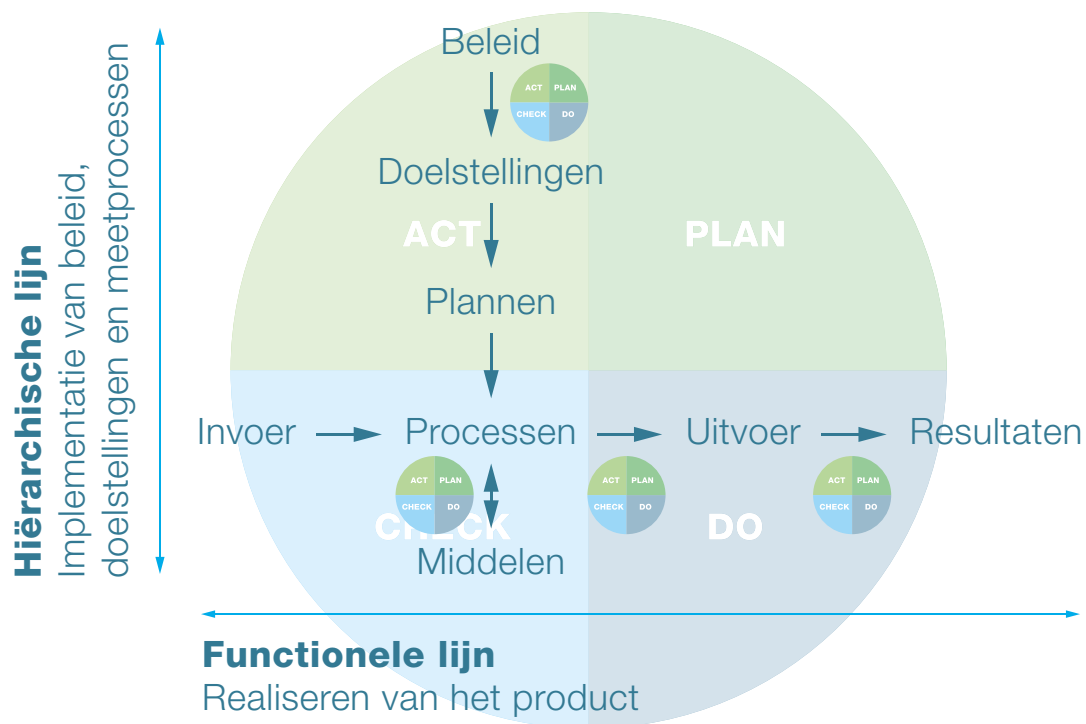 Hiërarchische lijn
Implementatie van beleid,
doelstellingen en meetprocessen
Beleid
ACT PLAN
CHECK DO
Doelstellingen
ACT PLAN
Plannen
Invoer Processen Uitvoer Resultaten
ACT PLAN ACT PLAN ACT PLAN
CHECK DO CHECK DO CHECK DO
CHECK DO
Middelen
Functionele lijn
Realiseren van het product